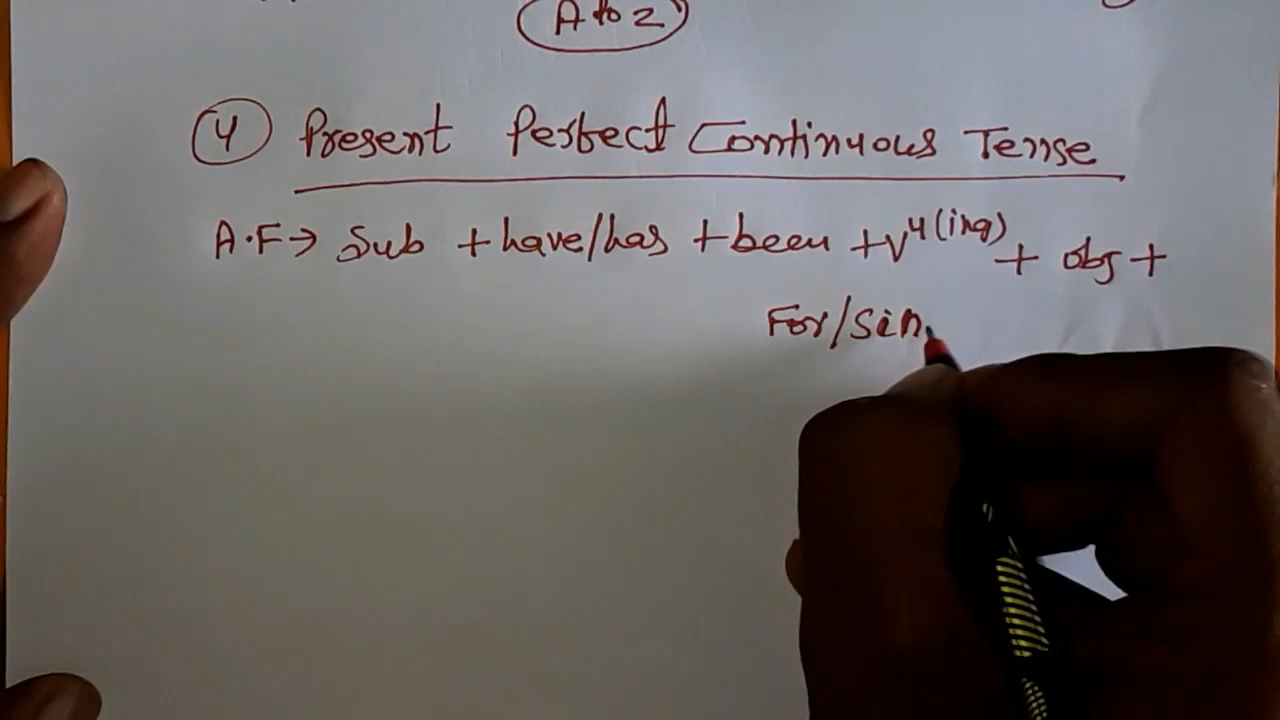 A to Z
4 Present Perfect Continuous Tense
A.F→ Sub + have/has + been + v4(ing) + obj +
For/Sin